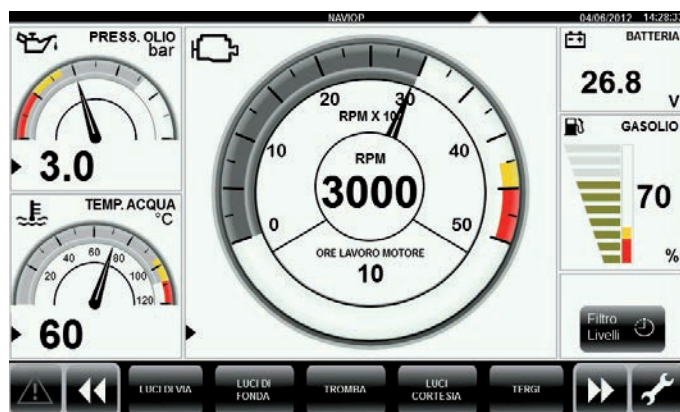 NAVIOP
04/06/2012 14:28:33
PRESS. OLIO
bar
3.0
TEMP. ACQUA
°C
20
40
60
80
100
120
60
0
10
20
30
40
50
RPM X 100
RPM
3000
ORE LAVORO MOTORE
10
BATTERIA
26.8
V
GASOLIO
70
%
Filtro
Livelli
LUCI DI VIA
LUCI DI
FONDA
TROMBA
LUCI
CORTESIA
TERGI